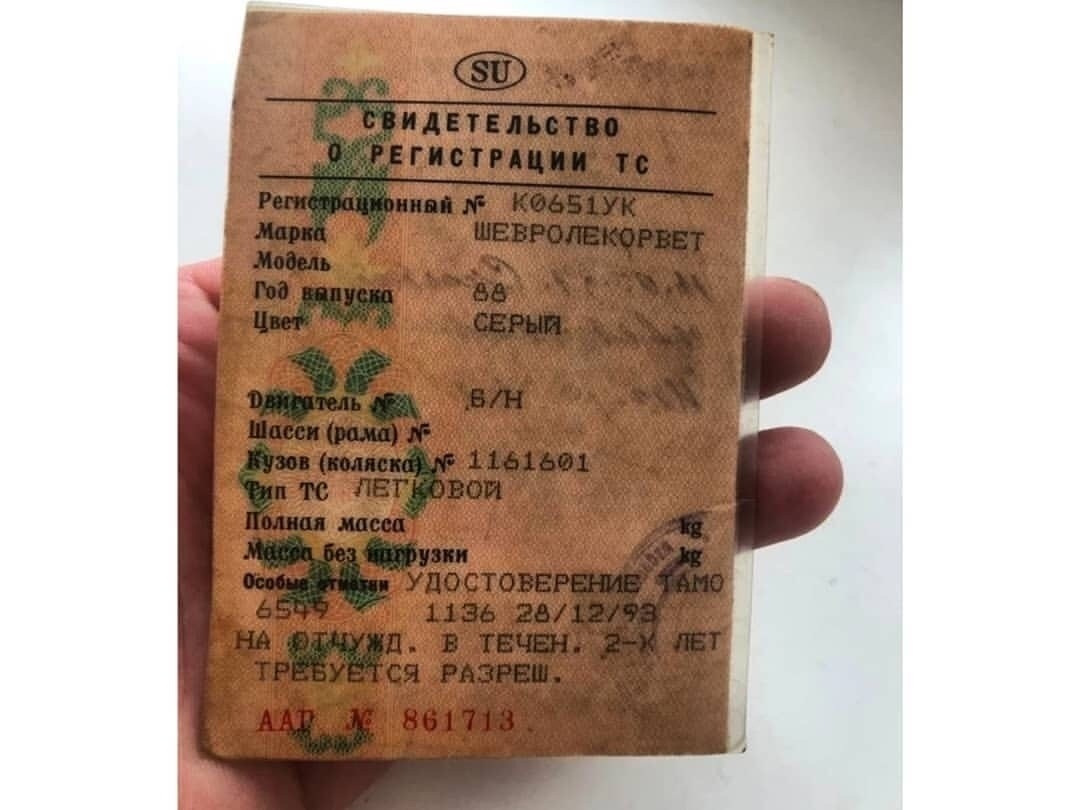 SU
СВИДЕТЕЛЬСТВО
О РЕГИСТРАЦИИ ТС
Регистрационный № К0651УК
Марка ШЕВРОЛЕКОРВЕТ
Модель
Год выпуска 88
Цвет СЕРЫЙ
Двигатель № Б/Н
Шасси (рама) №
Кузов (коляска) № 1161601
Тип ТС ЛЕГКОВОЙ
Полная масса kg
Масса без нагрузки kg
Особые отметки УДОСТОВЕРЕНИЕ ТАМО
6549 1136 28/12/93
НА ОТЧУЖД. В ТЕЧЕН. 2-Х ЛЕТ
ТРЕБУЕТСЯ РАЗРЕШ.
ААГ № 861713